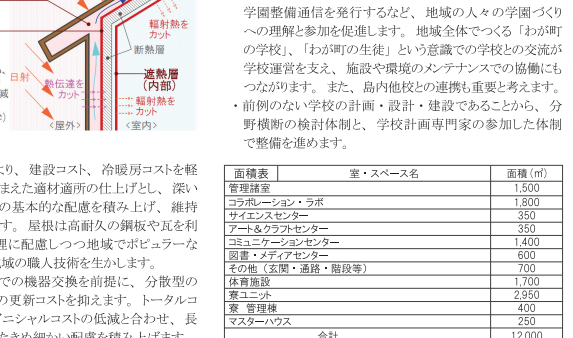 輻射熱を
カット
断熱層
日射
熱伝達を
カット
遮熱層
(内部)
輻射熱を
カット
<屋外>
<室内>
より、建設コスト、冷暖房コストを軽
まえた適材適所の仕上げとし、深い
の基本的な配慮を積み上げ、維持
す。屋根は高耐久の鋼板や瓦を利
理に配慮しつつ地域でポピュラーな
域の職人技術を生かします。
での機器交換を前提に、分散型の
の更新コストを抑えます。トータルコ
イニシャルコストの低減と合わせ、長
きめ細かい配慮を積み上げます
学園整備通信を発行するなど、地域の人々の学園づくり
への理解と参加を促進します。地域全体でつくる「わが町
の学校」、「わが町の生徒」という意識での学校との交流が
学校運営を支え、施設や環境のメンテナンスでの協働にも
つながります。また、島内他校との連携も重要と考えます。
・前例のない学校の計画・設計・建設であることから、分
野横断の検討体制と、学校計画専門家の参加した体制
で整備を進めます。
面積表 室・スペース名 面積(㎡)
管理諸室 1,500
コラボレーション・ラボ 1,800
サイエンスセンター 350
アート&クラフトセンター 350
コミュニケーションセンター 1,400
図書・メディアセンター 600
その他(玄関・通路・階段等) 700
体育施設 1,700
寮ユニット 2,950
寮 管理棟 400
マスターハウス 250
合計 12,000